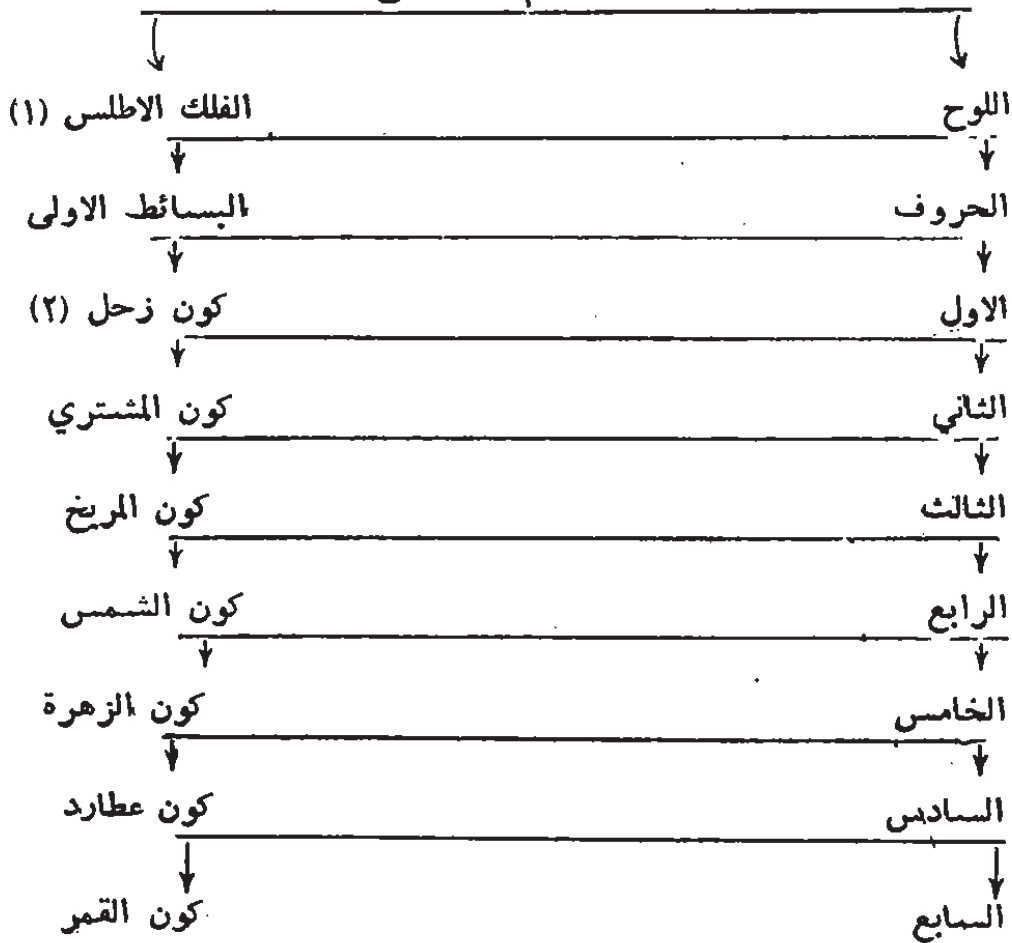 اللوح الفلك الاطلس (١)
الحروف البسائط الاولى
الاول كون زحل (٢)
الثاني كون المشتري
الثالث كون المريخ
الرابع كون الشمس
الخامس كون الزهرة
السادس كون عطارد
السابع كون القمر